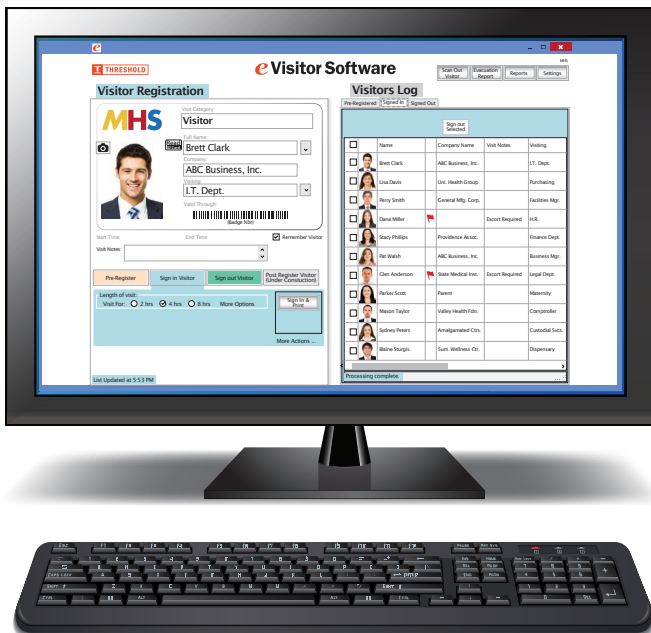 e
MHS
THRESHOLD
eVisitor Software
Scan Out Visitor
Evacuation Report
Reports
Settings
Visitor Registration
Visitors Log
Pre-Registered Signed In Signed Out
MHS
Visit Category
Visitor
Full Name:
Brett Clark
Company
ABC Business, Inc.
Visiting:
I.T. Dept.
Valid Through:
(Badge Nbr)
Start Time
End Time
Remember Visitor
Visit Notes:
Pre-Register
Sign in Visitor
Sign out Visitor
Post Register Visitor
(Under Constuction)
Length of visit:
Visit For: 2 hrs 4 hrs 8 hrs More Options
Sign In &
Print
More Actions ...
List Updated at 5:53 PM
Sign out
Selected
Name Company Name Visit Notes Visiting
Brett Clark ABC Business, Inc. I.T. Dept.
Lisa Davis Uni. Health Group Purchasing
Perry Smith General Mfg. Corp. Facilities Mgr.
Dana Miller Escort Required H.R.
Stacy Phillips Providence Assoc. Finance Dept.
Pat Walsh ABC Business, Inc. Business Mgr.
Glen Anderson State Medical Inst. Escort Required Legal Dept.
Parker Scott Parent Maternity
Mason Taylor Valley Health Fdn. Comptroller
Sydney Peters Amalgamated Ctrs. Custodial Svcs.
Blaine Sturgis Sum. Wellness Ctr. Dispensary
Processing complete.